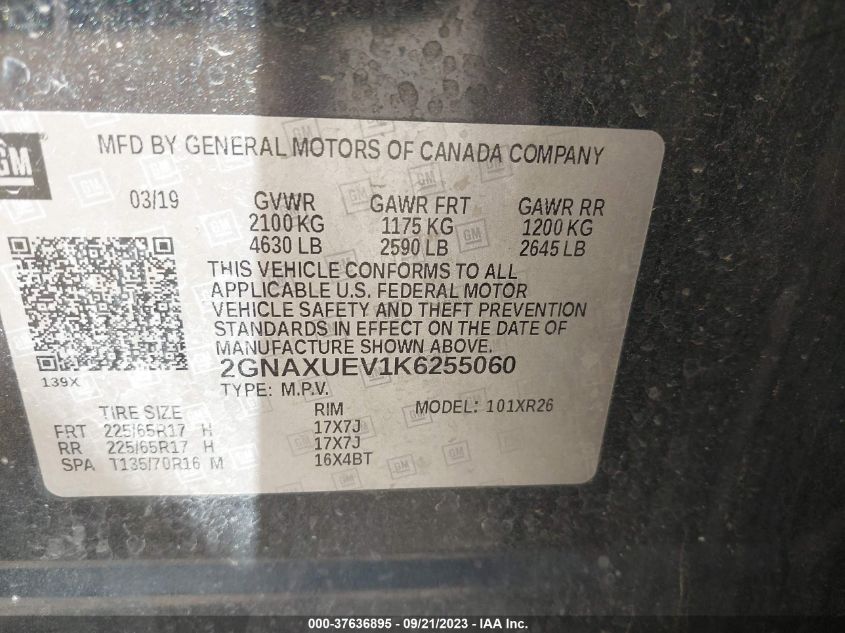 GM
MFD BY GENERAL MOTORS OF CANADA COMPANY
03/19 GVWR GAWR FRT GAWR RR
2100 KG 1175 KG 1200 KG
4630 LB 2590 LB 2645 LB
THIS VEHICLE CONFORMS TO ALL
APPLICABLE U.S. FEDERAL MOTOR
VEHICLE SAFETY AND THEFT PREVENTION
STANDARDS IN EFFECT ON THE DATE OF
MANUFACTURE SHOWN ABOVE.
139X 2GNAXUEV1K6255060
TYPE: M.P.V.
TIRE SIZE RIM MODEL: 101XR26
FRT 225/65R17 H 17X7J
RR 225/65R17 H 17X7J
SPA T135/70R16 M 16X4BT
000-37636895 - 09/21/2023 - IAA Inc.